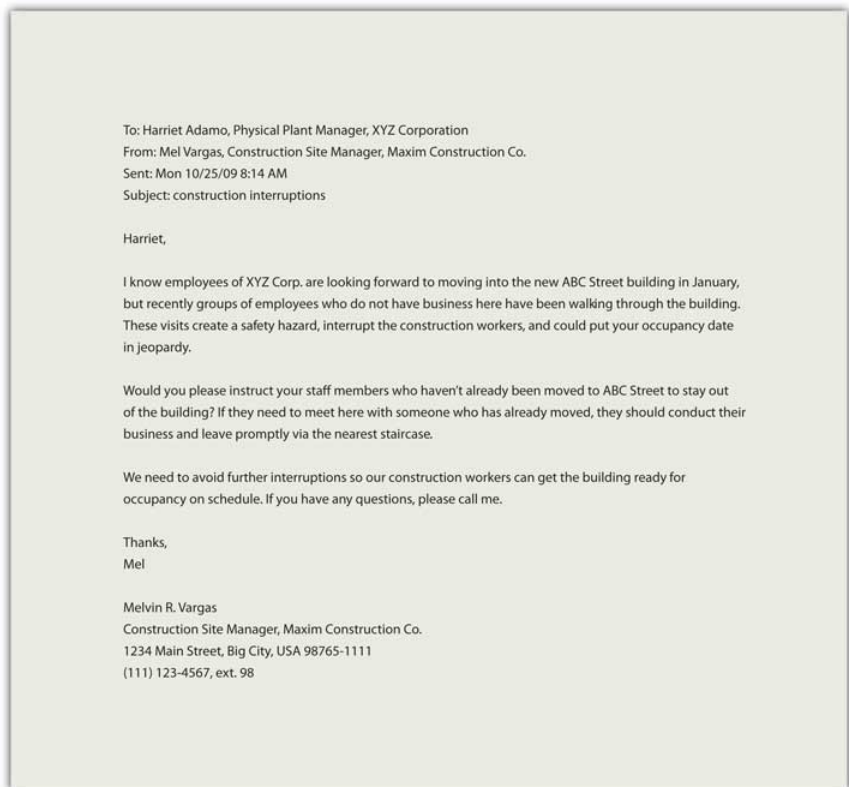 To: Harriet Adamo, Physical Plant Manager, XYZ Corporation
From: Mel Vargas, Construction Site Manager, Maxim Construction Co.
Sent: Mon 10/25/09 8:14 AM
Subject: construction interruptions
Harriet,
I know employees of XYZ Corp. are looking forward to moving into the new ABC Street building in January,
but recently groups of employees who do not have business here have been walking through the building.
These visits create a safety hazard, interrupt the construction workers, and could put your occupancy date
in jeopardy.
Would you please instruct your staff members who haven't already been moved to ABC Street to stay out
of the building? If they need to meet here with someone who has already moved, they should conduct their
business and leave promptly via the nearest staircase.
We need to avoid further interruptions so our construction workers can get the building ready for
occupancy on schedule. If you have any questions, please call me.
Thanks,
Mel
Melvin R. Vargas
Construction Site Manager, Maxim Construction Co.
1234 Main Street, Big City, USA 98765-1111
(111) 123-4567, ext. 98